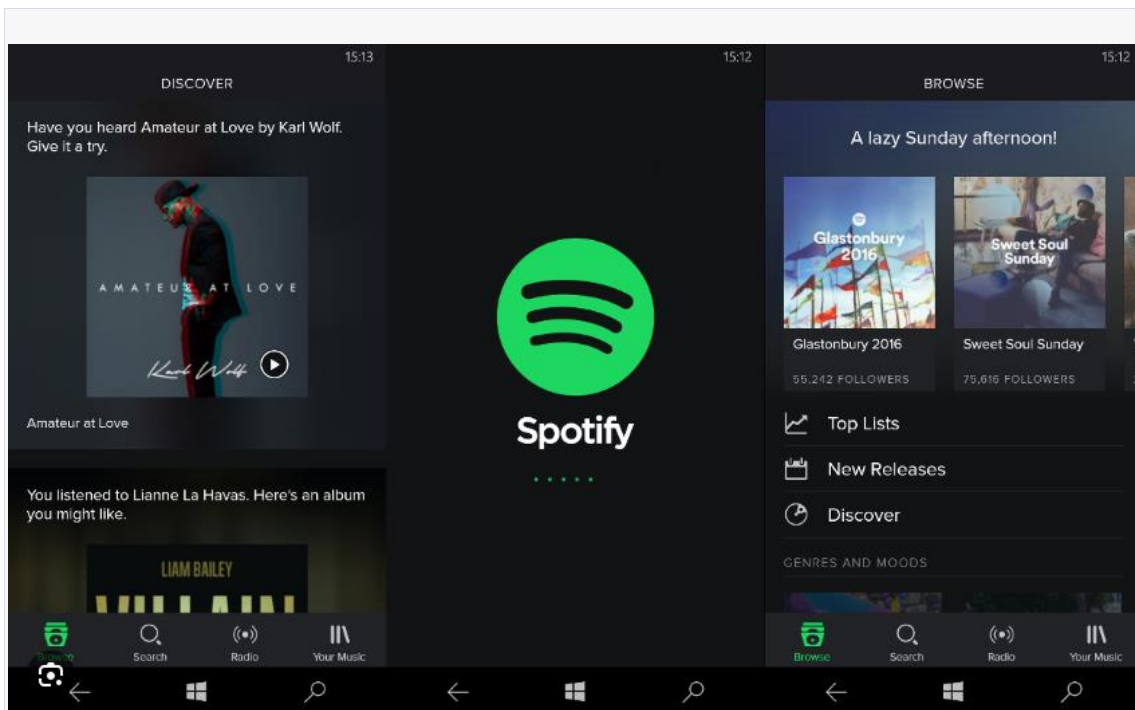 15:13
DISCOVER
Have you heard Amateur at Love by Karl Wolf.
Give it a try.
AMATEUR AT LOVE
Karl Wolf
Amateur at Love
You listened to Lianne La Havas. Here's an album
you might like.
LIAM BAILEY
VILLAIN
Browse
Search
Radio
Your Music
15:12
Spotify
15:12
BROWSE
A lazy Sunday afternoon!
Glastonbury
2016
Sweet Soul
Sunday
Glastonbury 2016
Sweet Soul Sunday
55,242 FOLLOWERS
75,616 FOLLOWERS
Top Lists
New Releases
Discover
GENRES AND MOODS
Browse
Search
Radio
Your Music